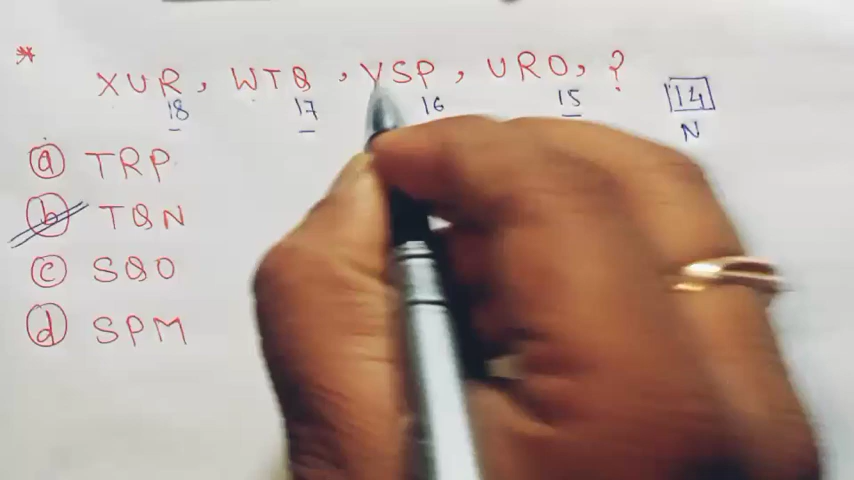 * XUR, WTQ, VSP, URO, ?
18 17 16 15 14
N
a TRP
b TQN
c SQO
d SPM